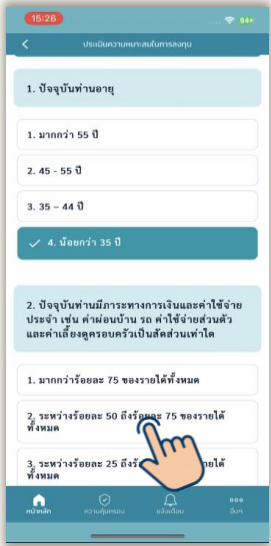 15:26
94+
ประเมินความเหมาะสมในการลงทุน
1. ปัจจุบันท่านอายุ
1. มากกว่า 55 ปี
2. 45 - 55 ปี
3. 35 – 44 ปี
4. น้อยกว่า 35 ปี
2. ปัจจุบันท่านมีภาระทางการเงินและค่าใช้จ่าย
ประจำ เช่น ค่าผ่อนบ้าน รถ ค่าใช้จ่ายส่วนตัว
และค่าเลี้ยงดูครอบครัวเป็นสัดส่วนเท่าใด
1. มากกว่าร้อยละ 75 ของรายได้ทั้งหมด
2. ระหว่างร้อยละ 50 ถึงร้อยละ 75 ของรายได้
ทั้งหมด
3. ระหว่างร้อยละ 25 ถึง รายได้
ทั้งหมด
หน้าหลัก
ความคุ้มครอง
แจ้งเตือน
อื่นๆ